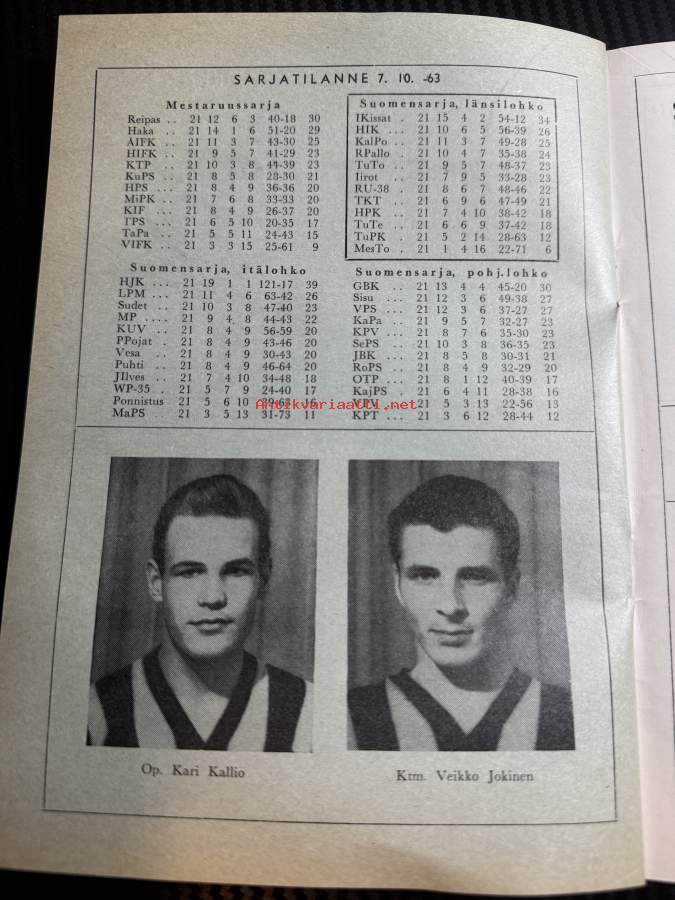 SARJATILANNE 7. 10. -63
Mestaruussarja
Reipas .. 21 12 6 3 40-18 30
Haka .. 21 14 1 6 51-20 29
AIFK .. 21 11 3 7 43-30 25
HIFK .. 21 9 5 7 41-29 23
KTP .. 21 10 3 8 44-39 23
KuPS .. 21 8 5 8 28-30 21
HPS ... 21 8 4 9 36-36 20
MiPK .. 21 7 6 8 33-33 20
KIF ... 21 8 4 9 26-37 20
TPS ... 21 6 5 10 20-35 17
TaPa .. 21 5 5 11 24-43 15
VIFK .. 21 3 3 15 25-61 9
Suomensarja, länsilohko
IKissat . 21 15 4 2 54-12 34
HIK ... 21 10 6 5 56-39 26
KalPo .. 21 11 3 7 49-28 25
RPallo . 21 10 4 7 35-38 24
TuTo .. 21 9 5 7 48-37 23
Iirot .. 21 7 9 5 33-28 23
RU-38 . 21 8 6 7 48-46 22
TKT ... 21 6 9 6 47-49 21
HPK ... 21 7 4 10 38-42 18
TuTe .. 21 6 6 9 37-42 18
TuPK . 21 5 2 14 28-63 12
MesTo . 21 1 4 16 22-71 6
Suomensarja, itälohko
HJK ... 21 19 1 1 121-17 39
LPM ... 21 11 4 6 63-42 26
Sudet .. 21 10 3 8 47-40 23
MP .... 21 9 4 8 44-43 22
KUV .. 21 8 4 9 56-59 20
PPojat . 21 8 4 9 43-46 20
Vesa .. 21 8 4 9 30-43 20
Puhti .. 21 8 4 9 46-64 20
JIlves .. 21 7 4 10 34-48 18
WP-35 . 21 5 7 9 24-40 17
Ponnistus 21 5 6 10 16
MaPS .. 21 3 5 13 31-73 11
Suomensarja, pohj.lohko
GBK ... 21 13 4 4 45-20 30
Sisu ... 21 12 3 6 49-38 27
VPS ... 21 12 3 6 37-27 27
KaPa .. 21 9 5 7 32-27 23
KPV ... 21 8 7 6 35-30 23
SePS ... 21 10 3 8 36-35 23
JBK ... 21 8 5 8 30-31 21
RoPS .. 21 8 4 9 32-29 20
OTP ... 21 8 1 12 40-39 17
KajPS . 21 6 4 11 28-38 16
VPV 21 5 3 13 22-56 13
KPT ... 21 3 6 12 28-44 12
Antikvariaatti.net
Op. Kari Kallio
Ktm. Veikko Jokinen